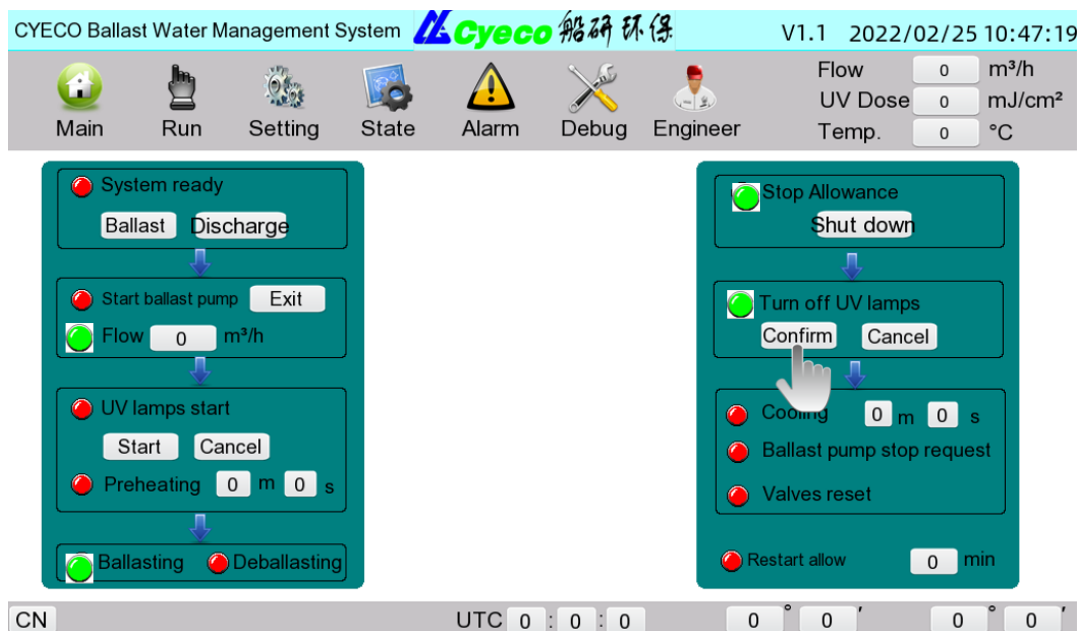 CYECO Ballast Water Management System Cyeco 船研环保 V1.1 2022/02/25 10:47:19
Main Run Setting State Alarm Debug Engineer
Flow 0 m³/h
UV Dose 0 mJ/cm²
Temp. 0 °C
System ready
Ballast Discharge
Start ballast pump Exit
Flow 0 m³/h
UV lamps start
Start Cancel
Preheating 0 m 0 s
Ballasting Deballasting
Stop Allowance
Shut down
Turn off UV lamps
Confirm Cancel
Cooling 0 m 0 s
Ballast pump stop request
Valves reset
Restart allow 0 min
CN UTC 0 : 0 : 0 0 ° 0 ′ 0 ° 0 ′